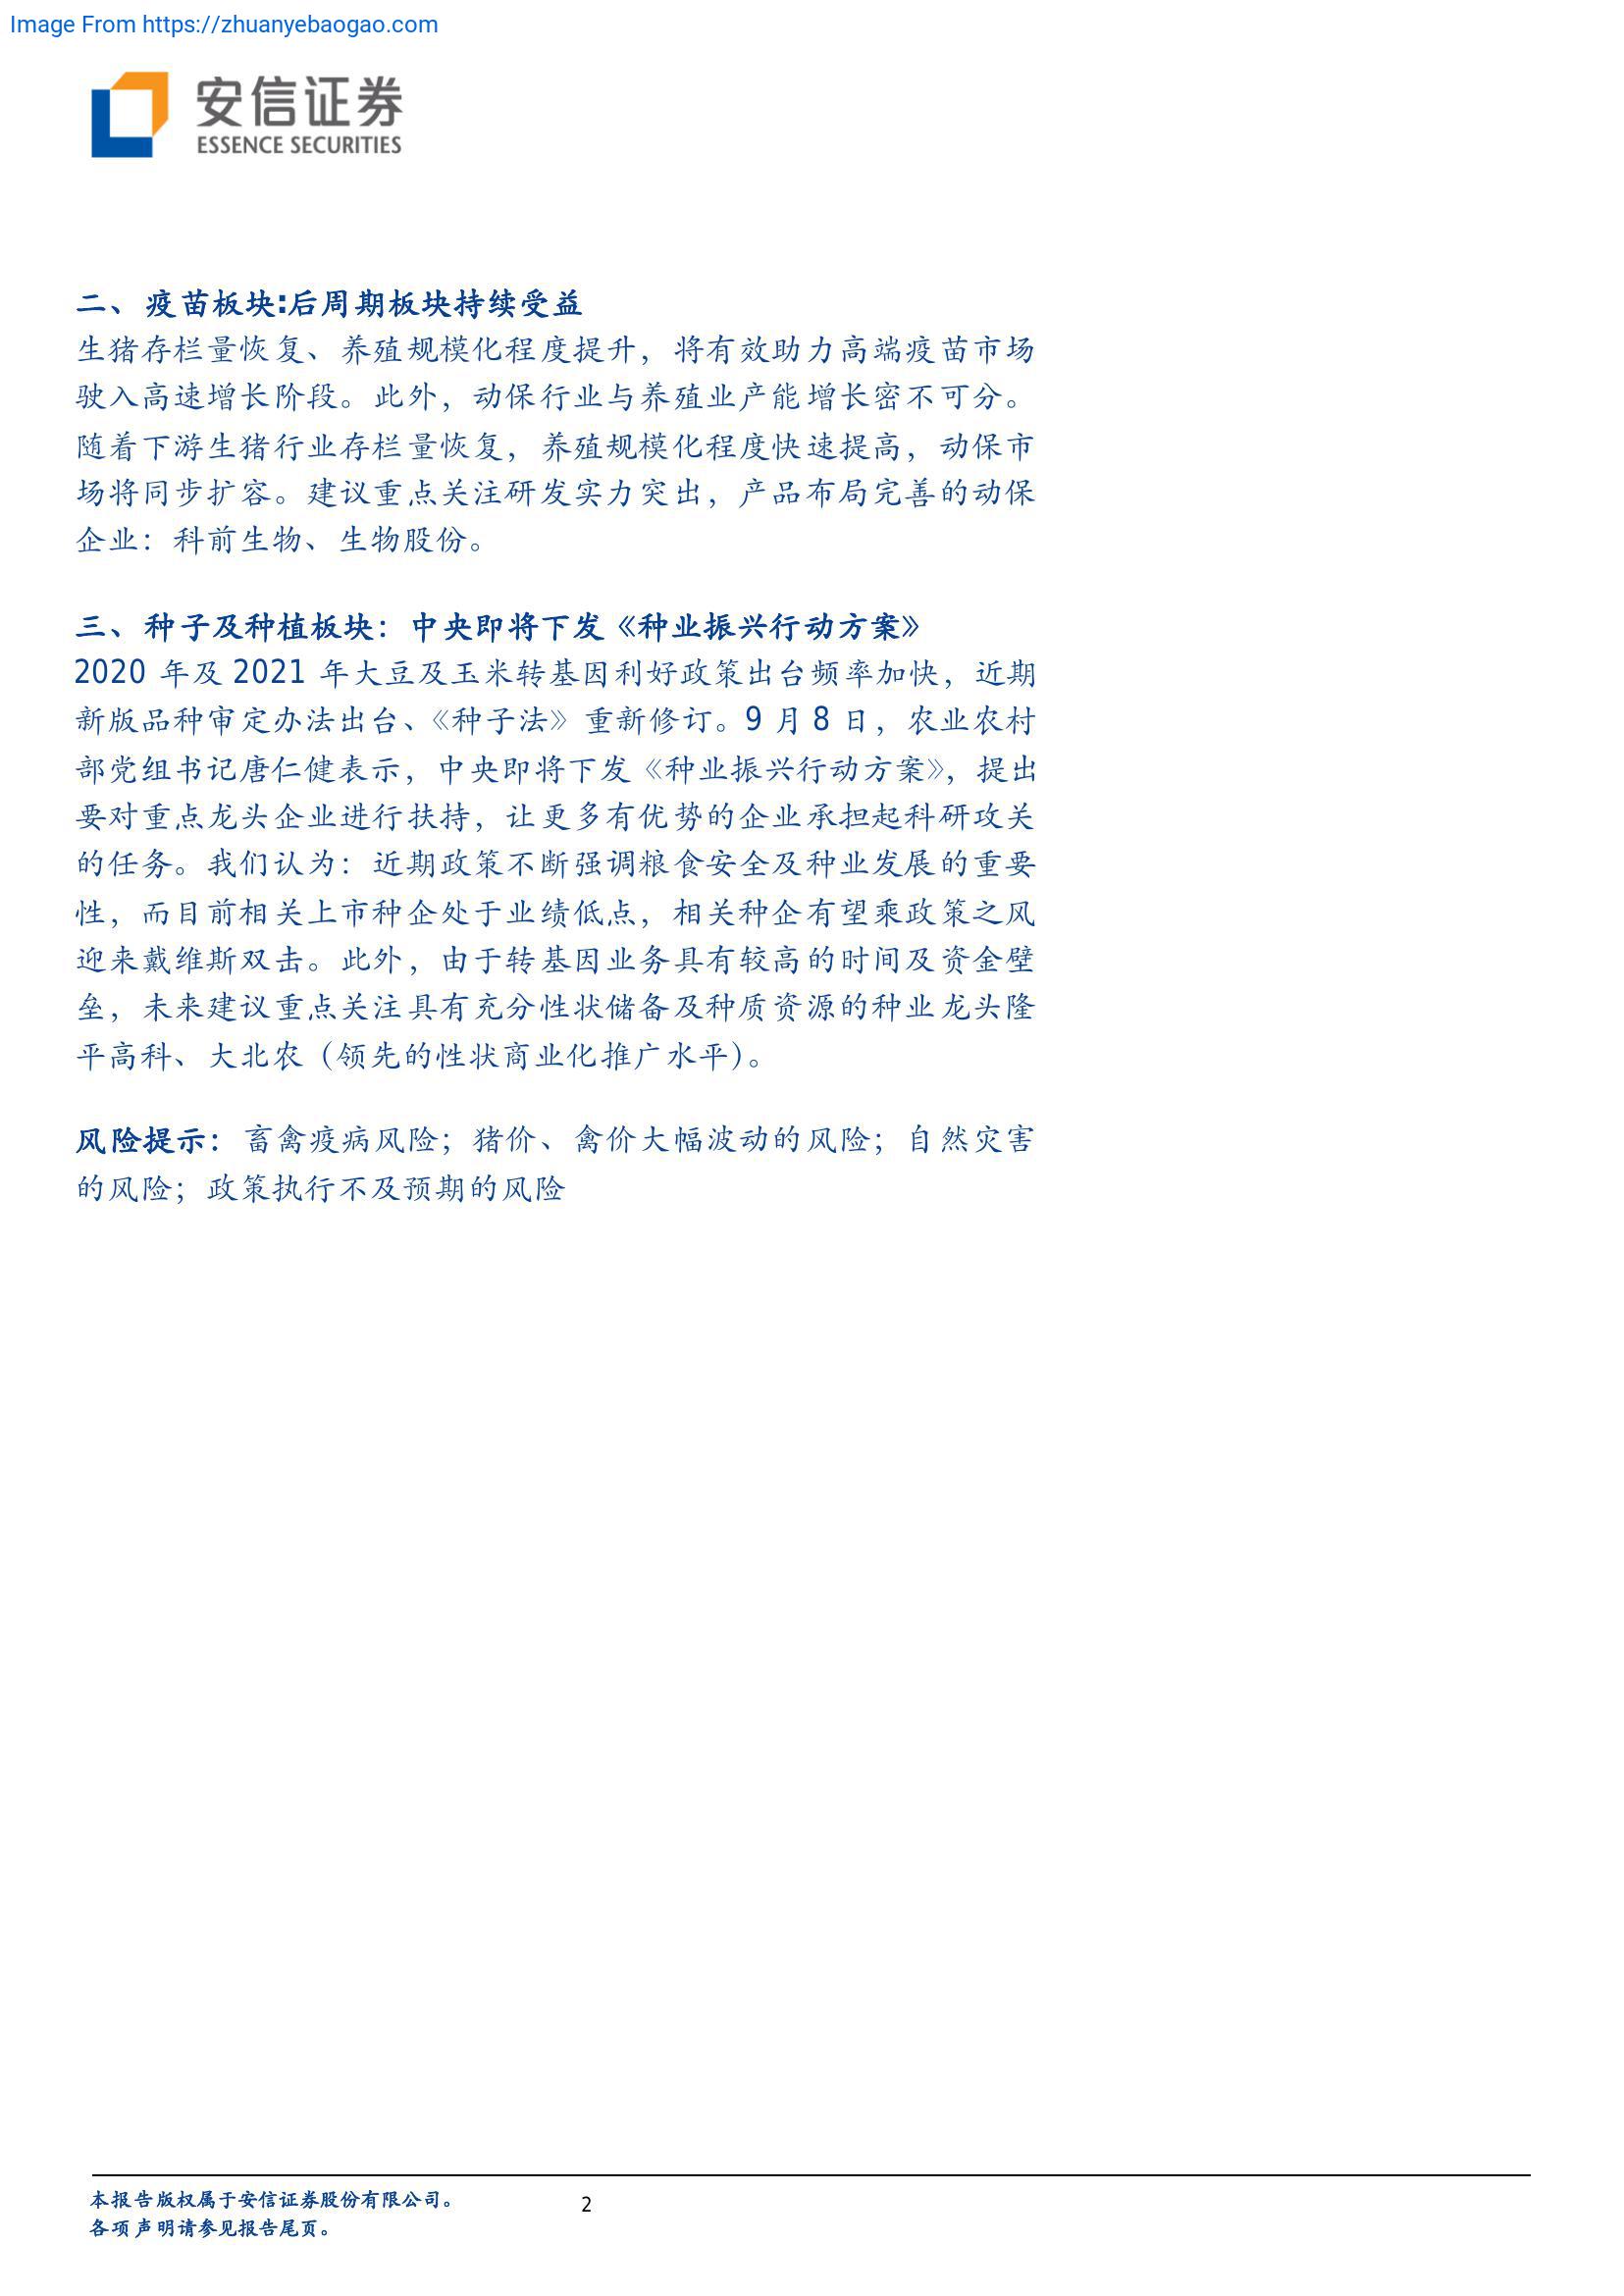 Image From https://zhuanyebaogao.com
安信证券
ESSENCE SECURITIES
二、疫苗板块:后周期板块持续受益
生猪存栏量恢复、养殖规模化程度提升，将有效助力高端疫苗市场
驶入高速增长阶段。此外，动保行业与养殖业产能增长密不可分。
随着下游生猪行业存栏量恢复，养殖规模化程度快速提高，动保市
场将同步扩容。建议重点关注研发实力突出，产品布局完善的动保
企业：科前生物、生物股份。
三、种子及种植板块：中央即将下发《种业振兴行动方案》
2020 年及 2021 年大豆及玉米转基因利好政策出台频率加快，近期
新版品种审定办法出台、《种子法》重新修订。9 月 8 日，农业农村
部党组书记唐仁健表示，中央即将下发《种业振兴行动方案》，提出
要对重点龙头企业进行扶持，让更多有优势的企业承担起科研攻关
的任务。我们认为：近期政策不断强调粮食安全及种业发展的重要
性，而目前相关上市种企处于业绩低点，相关种企有望乘政策之风
迎来戴维斯双击。此外，由于转基因业务具有较高的时间及资金壁
垒，未来建议重点关注具有充分性状储备及种质资源的种业龙头隆
平高科、大北农（领先的性状商业化推广水平）。
风险提示：畜禽疫病风险；猪价、禽价大幅波动的风险；自然灾害
的风险；政策执行不及预期的风险
本报告版权属于安信证券股份有限公司。
2
各项声明请参见报告尾页。